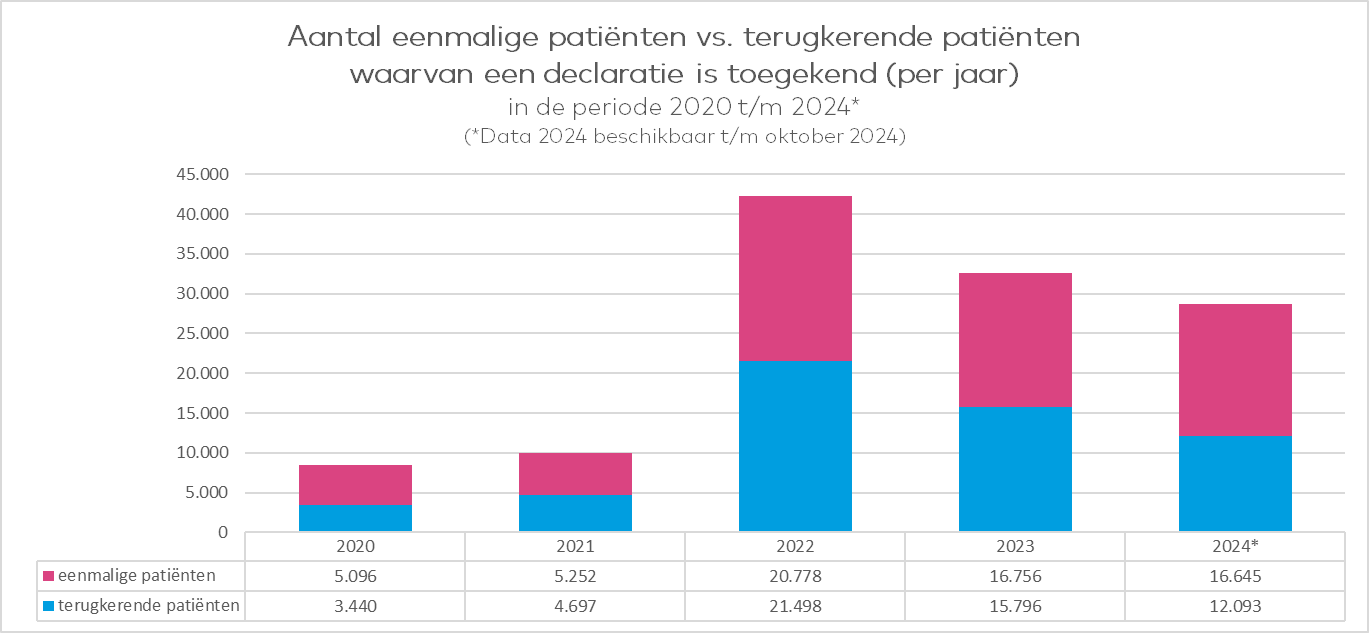 Aantal eenmalige patiënten vs. terugkerende patiënten
waarvan een declaratie is toegekend (per jaar)
in de periode 2020 t/m 2024*
(*Data 2024 beschikbaar t/m oktober 2024)
45.000
40.000
35.000
30.000
25.000
20.000
15.000
10.000
5.000
0
2020 2021 2022 2023 2024*
eenmalige patiënten 5.096 5.252 20.778 16.756 16.645
terugkerende patiënten 3.440 4.697 21.498 15.796 12.093